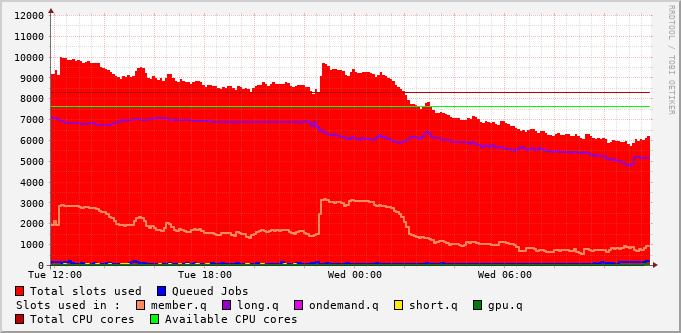 12000
11000
10000
9000
8000
7000
6000
5000
4000
3000
2000
1000
0
Tue 12:00 Tue 18:00 Wed 00:00 Wed 06:00
RRDTOOL / TOBI OETIKER
Total slots used Queued Jobs
Slots used in : member.q long.q ondemand.q short.q gpu.q
Total CPU cores Available CPU cores